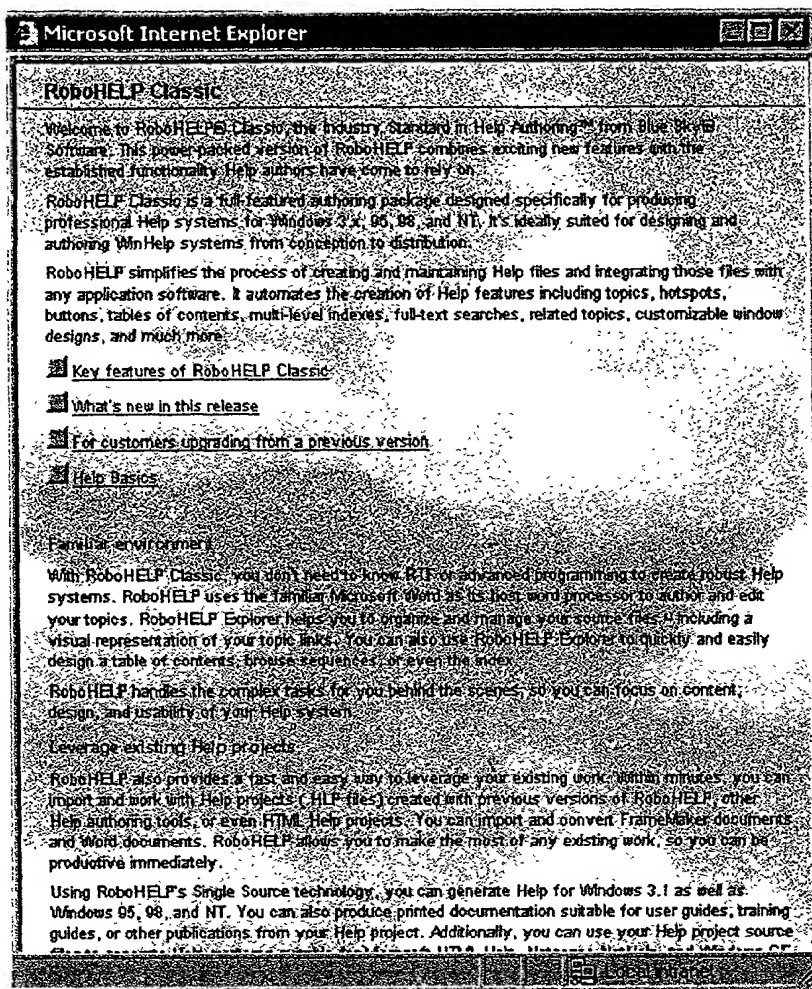 Microsoft Internet Explorer
RoboHELP Classic
Welcome to RoboHELP® Classic, the Industry Standard in Help Authoring™ from Blue Sky®
Software. This power-packed version of RoboHELP combines exciting new features with the
established functionality Help authors have come to rely on.
RoboHELP Classic is a full-featured authoring package designed specifically for producing
professional Help systems for Windows 3.x, 95, 98, and NT. It's ideally suited for designing and
authoring WinHelp systems from conception to distribution.
RoboHELP simplifies the process of creating and maintaining Help files and integrating those files with
any application software. It automates the creation of Help features including topics, hotspots,
buttons, tables of contents, multi-level indexes, full-text searches, related topics, customizable window
designs, and much more.
Key features of RoboHELP Classic
What's new in this release
For customers upgrading from a previous version
Help Basics
Familiar environment
With RoboHELP Classic, you don't need to know RTF or advanced programming to create robust Help
systems. RoboHELP uses the familiar Microsoft Word as its host word processor to author and edit
your topics. RoboHELP Explorer helps you to organize and manage your source files - including a
visual representation of your topic links. You can also use RoboHELP Explorer to quickly and easily
design a table of contents, browse sequences, or even the index.
RoboHELP handles the complex tasks for you behind the scenes, so you can focus on content,
design, and usability of your Help system.
Leverage existing Help projects
RoboHELP also provides a fast and easy way to leverage your existing work. Within minutes, you can
import and work with Help projects (.HLP files) created with previous versions of RoboHELP, other
Help authoring tools, or even HTML Help projects. You can import and convert FrameMaker documents
and Word documents. RoboHELP allows you to make the most of any existing work, so you can be
productive immediately.
Using RoboHELP's Single Source technology, you can generate Help for Windows 3.1 as well as
Windows 95, 98, and NT. You can also produce printed documentation suitable for user guides, training
guides, or other publications from your Help project. Additionally, you can use your Help project source
Local intranet